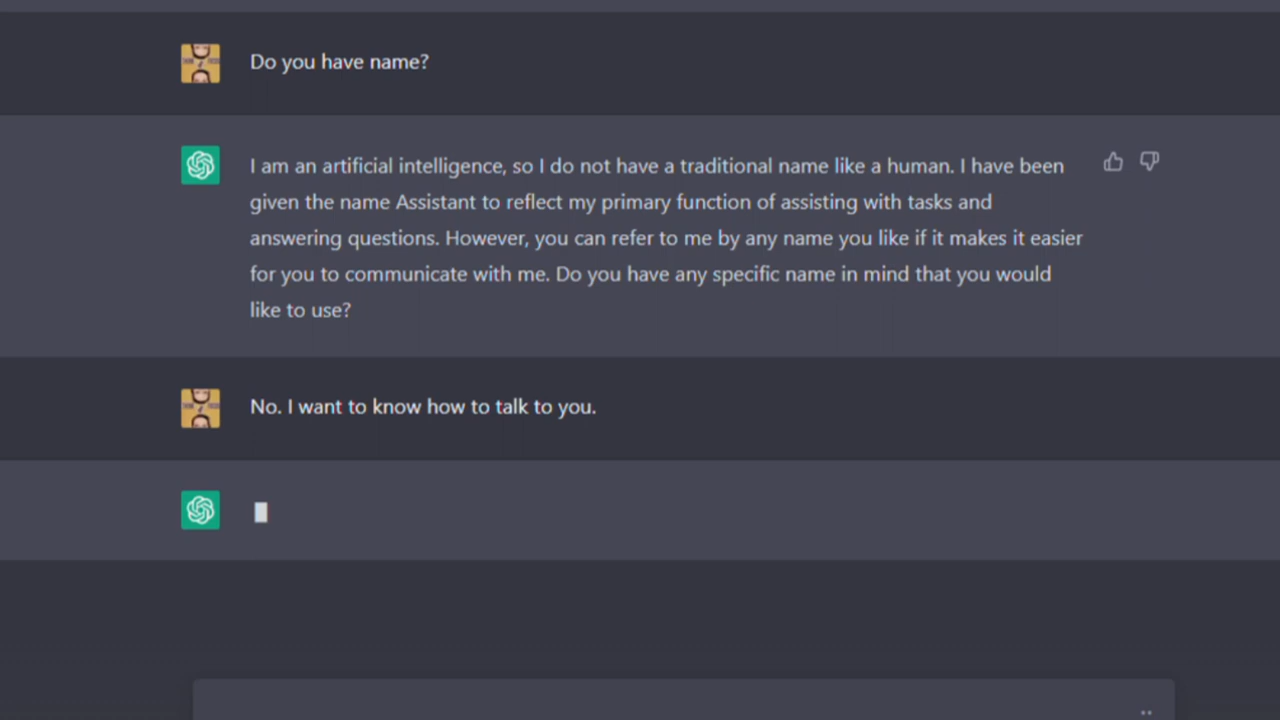 Do you have name?
I am an artificial intelligence, so I do not have a traditional name like a human. I have been
given the name Assistant to reflect my primary function of assisting with tasks and
answering questions. However, you can refer to me by any name you like if it makes it easier
for you to communicate with me. Do you have any specific name in mind that you would
like to use?
No. I want to know how to talk to you.